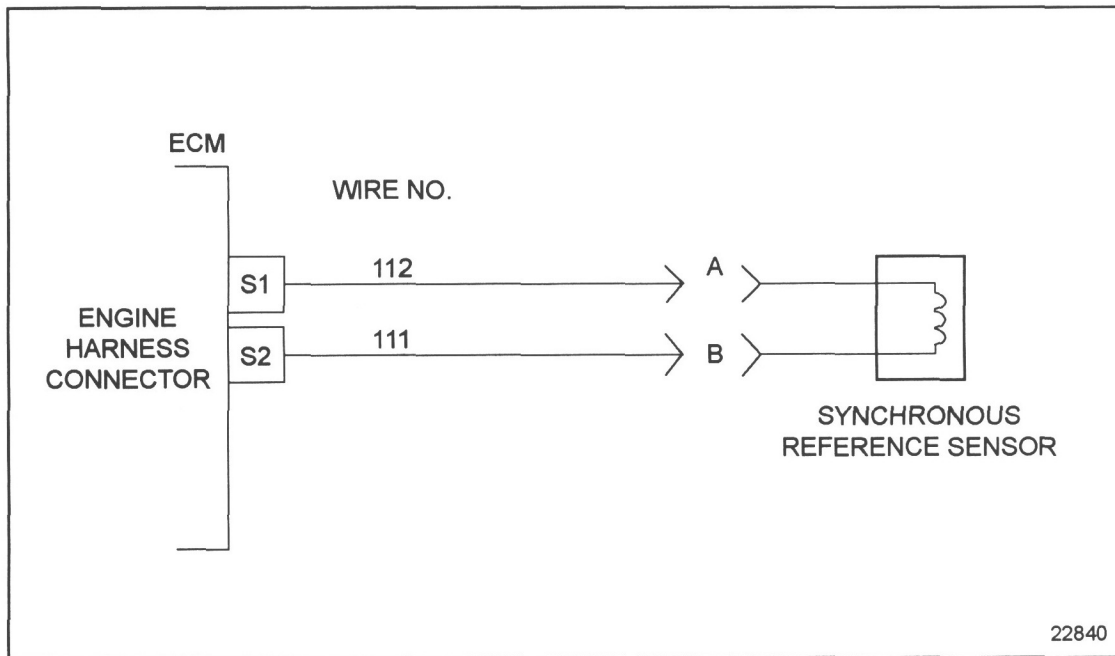 ECM
WIRE NO.
S1
112
A
ENGINE
HARNESS
CONNECTOR
S2
111
B
SYNCHRONOUS
REFERENCE SENSOR
22840